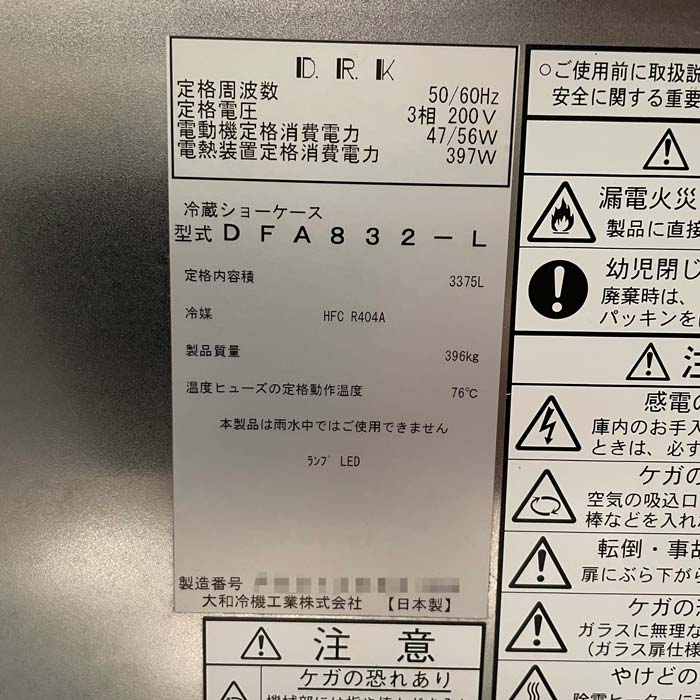 D. R. K
定格周波数 50/60Hz
定格電圧 3相 200V
電動機定格消費電力 47/56W
電熱装置定格消費電力 397W
冷蔵ショーケース
型式 DFA832-L
定格内容積 3375L
冷媒 HFC R404A
製品質量 396kg
温度ヒューズの定格動作温度 76℃
本製品は雨水中ではご使用できません
ランプ LED
製造番号
大和冷機工業株式会社 【日本製】
注意
ケガの恐れあり
○ご使用前に取扱説
安全に関する重要
漏電火災
製品に直接
幼児閉じ
廃棄時は、
パッキンを
注
感電の
庫内のお手入
ときは、必ず
ケガの
空気の吸込口
棒などを入れ
転倒・事故
扉にぶら下が
ケガの
ガラスに無理な
(ガラス扉仕様
やけどの
除霜ヒーターに